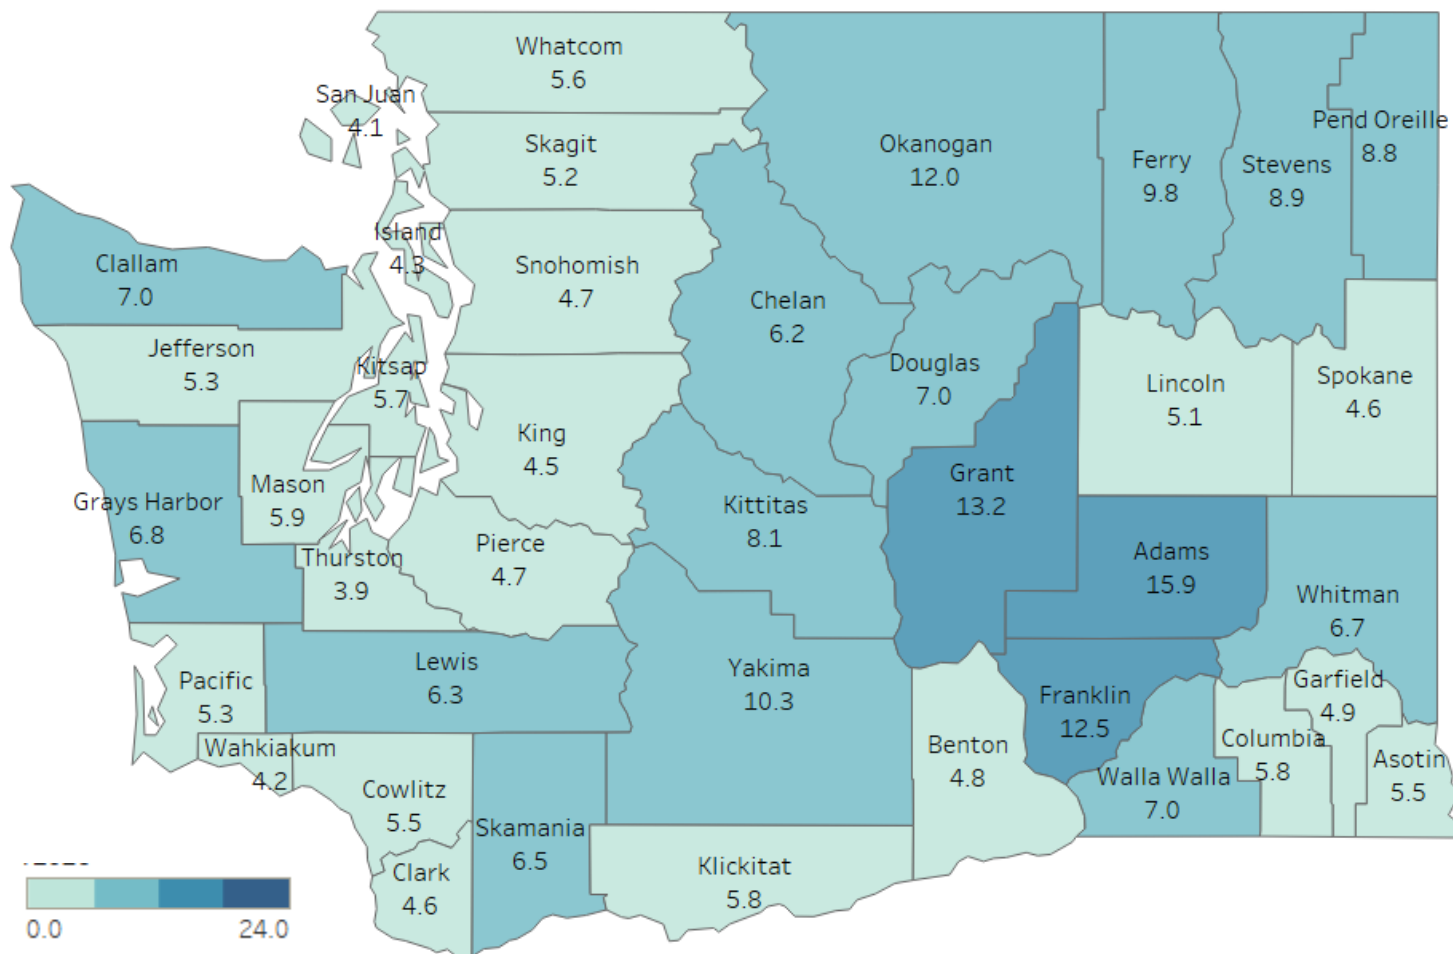 Whatcom
5.6
San Juan
4.1
Skagit
5.2
Okanogan
12.0
Ferry
9.8
Stevens
8.9
Pend Oreille
8.8
Island
4.3
Clallam
7.0
Snohomish
4.7
Chelan
6.2
Jefferson
5.3
Kitsap
5.7
Douglas
7.0
Lincoln
5.1
Spokane
4.6
King
4.5
Grays Harbor
6.8
Mason
5.9
Kittitas
8.1
Grant
13.2
Thurston
3.9
Pierce
4.7
Adams
15.9
Whitman
6.7
Pacific
5.3
Lewis
6.3
Yakima
10.3
Franklin
12.5
Garfield
4.9
Wahkiakum
4.2
Benton
4.8
Columbia
5.8
Asotin
5.5
Cowlitz
5.5
Walla Walla
7.0
Skamania
6.5
Clark
4.6
Klickitat
5.8
0.0 24.0